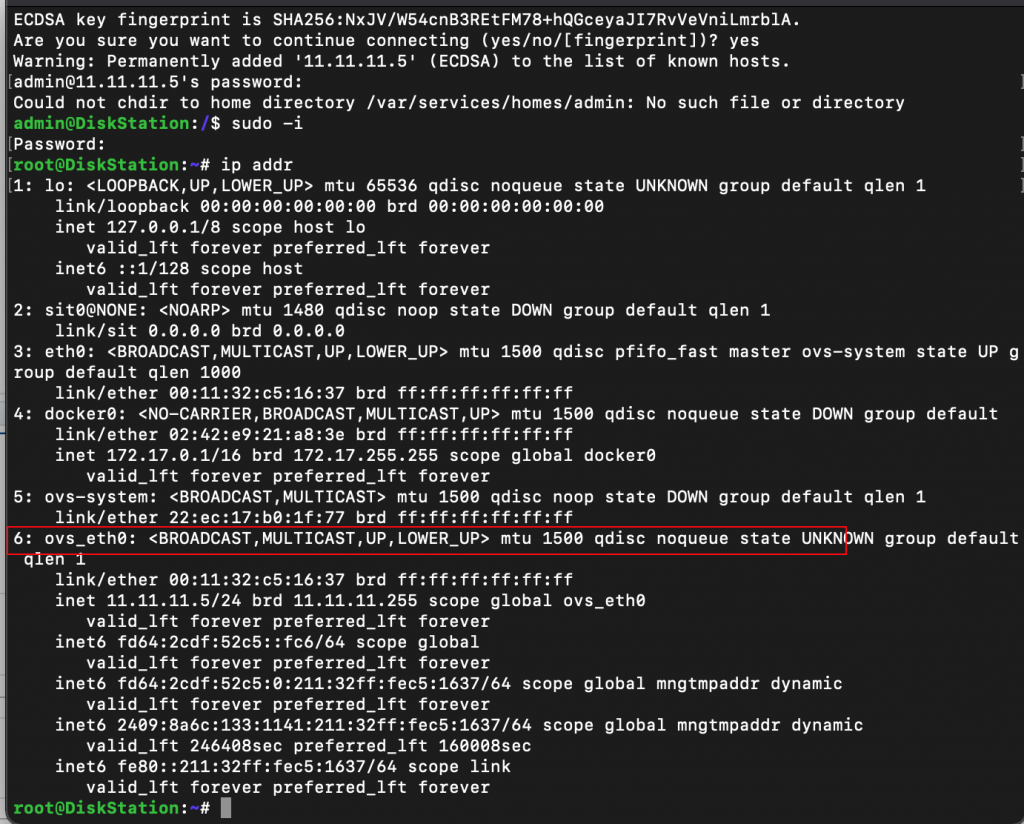 ECDSA key fingerprint is SHA256:NxJV/W54cnB3REtFM78+hQGceyaJI7RvVeVniLmrblA.
Are you sure you want to continue connecting (yes/no/[fingerprint])? yes
Warning: Permanently added '11.11.11.5' (ECDSA) to the list of known hosts.
[admin@11.11.11.5's password: ]
Could not chdir to home directory /var/services/homes/admin: No such file or directory
admin@DiskStation:/$ sudo -i
[Password: ]
[root@DiskStation:~# ip addr ]
[1: lo: <LOOPBACK,UP,LOWER_UP> mtu 65536 qdisc noqueue state UNKNOWN group default qlen 1 ]
link/loopback 00:00:00:00:00:00 brd 00:00:00:00:00:00
inet 127.0.0.1/8 scope host lo
valid_lft forever preferred_lft forever
inet6 ::1/128 scope host
valid_lft forever preferred_lft forever
2: sit0@NONE: <NOARP> mtu 1480 qdisc noop state DOWN group default qlen 1
link/sit 0.0.0.0 brd 0.0.0.0
3: eth0: <BROADCAST,MULTICAST,UP,LOWER_UP> mtu 1500 qdisc pfifo_fast master ovs-system state UP g
roup default qlen 1000
link/ether 00:11:32:c5:16:37 brd ff:ff:ff:ff:ff:ff
4: docker0: <NO-CARRIER,BROADCAST,MULTICAST,UP> mtu 1500 qdisc noqueue state DOWN group default
link/ether 02:42:e9:21:a8:3e brd ff:ff:ff:ff:ff:ff
inet 172.17.0.1/16 brd 172.17.255.255 scope global docker0
valid_lft forever preferred_lft forever
5: ovs-system: <BROADCAST,MULTICAST> mtu 1500 qdisc noop state DOWN group default qlen 1
link/ether 22:ec:17:b0:1f:77 brd ff:ff:ff:ff:ff:ff
6: ovs_eth0: <BROADCAST,MULTICAST,UP,LOWER_UP> mtu 1500 qdisc noqueue state UNKNOWN group default
qlen 1
link/ether 00:11:32:c5:16:37 brd ff:ff:ff:ff:ff:ff
inet 11.11.11.5/24 brd 11.11.11.255 scope global ovs_eth0
valid_lft forever preferred_lft forever
inet6 fd64:2cdf:52c5::fc6/64 scope global
valid_lft forever preferred_lft forever
inet6 fd64:2cdf:52c5:0:211:32ff:fec5:1637/64 scope global mngtmpaddr dynamic
valid_lft forever preferred_lft forever
inet6 2409:8a6c:133:1141:211:32ff:fec5:1637/64 scope global mngtmpaddr dynamic
valid_lft 246408sec preferred_lft 160008sec
inet6 fe80::211:32ff:fec5:1637/64 scope link
valid_lft forever preferred_lft forever
root@DiskStation:~#